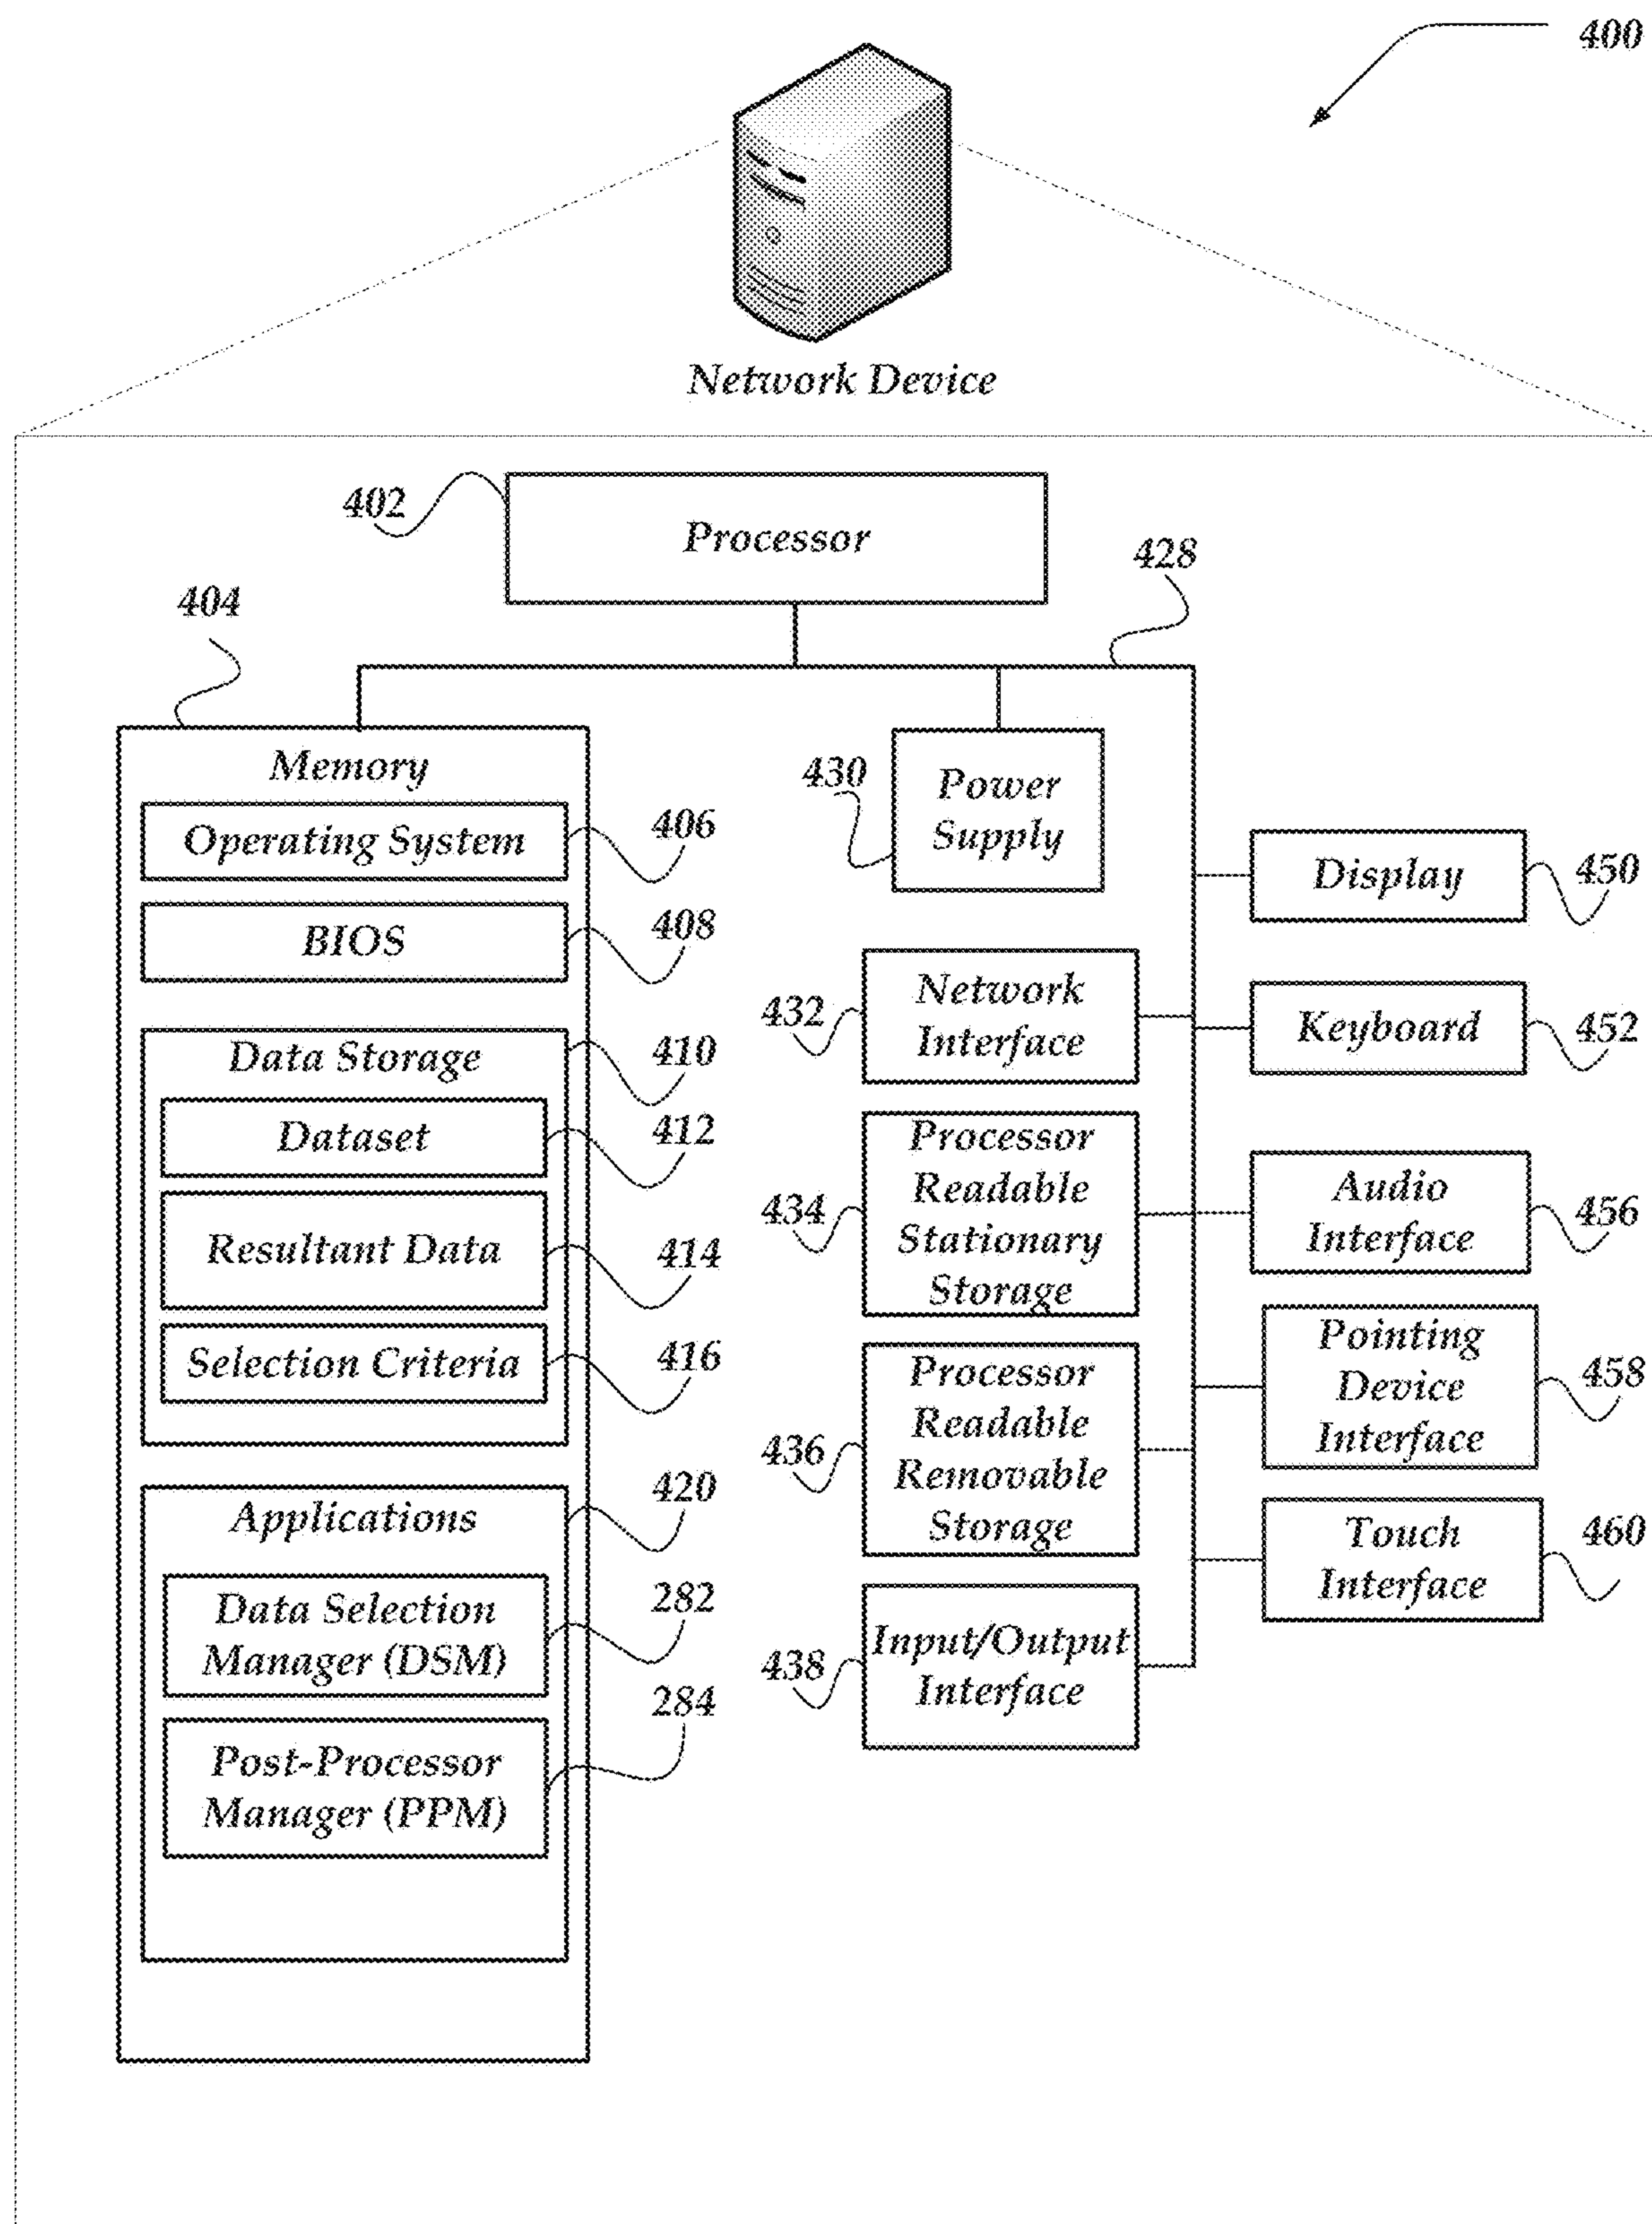 400
Network Device
402
Processor
428
404
Memory
Operating System
406
BIOS
408
Data Storage
410
Dataset
412
Resultant Data
414
Selection Criteria
416
Applications
420
Data Selection
Manager (DSM)
282
Post-Processor
Manager (PPM)
284
430
Power
Supply
432
Network
Interface
434
Processor
Readable
Stationary
Storage
436
Processor
Readable
Removable
Storage
438
Input/Output
Interface
Display
450
Keyboard
452
Audio
Interface
456
Pointing
Device
Interface
458
Touch
Interface
460